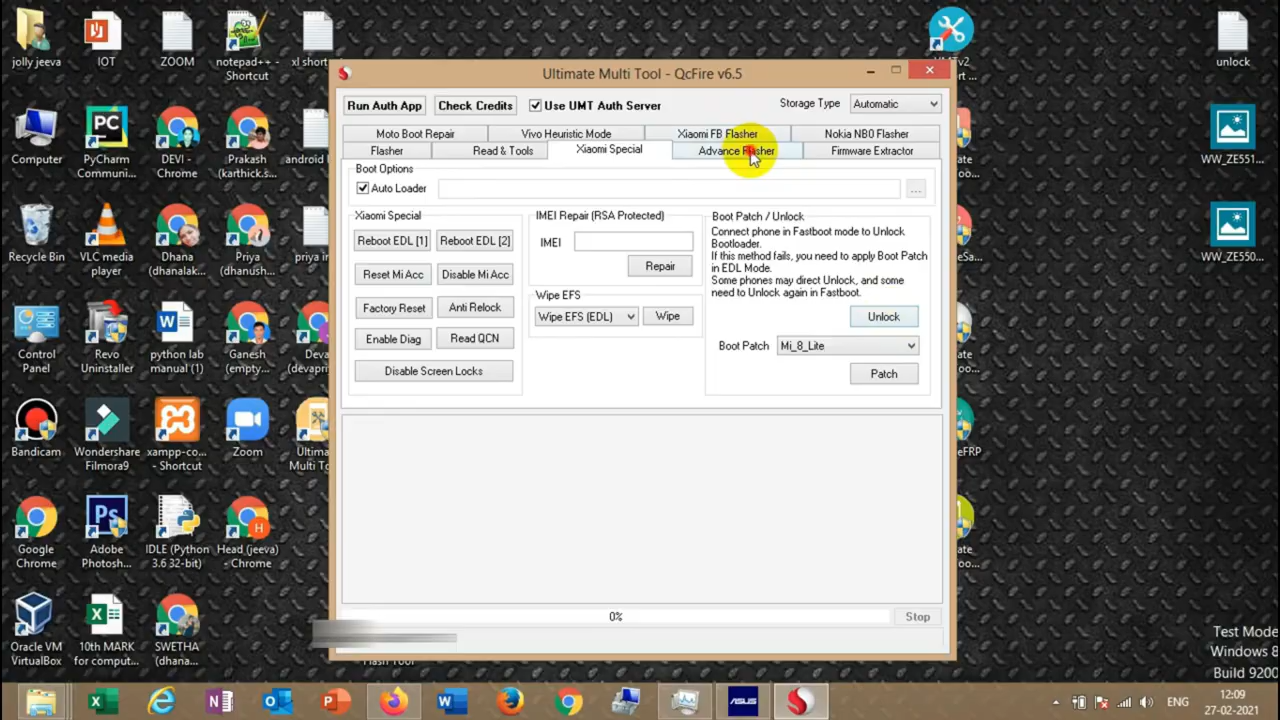 jolly jeeva
IOT
ZOOM
notepad++ -
Shortcut
xl short
unlock
Computer
PyCharm
Communi...
DEVI -
Chrome
Prakash
(karthick.s...
android
WW_ZE551...
Recycle Bin
VLC media
player
Dhana
(dhanalak...
Priya
(dhanush...
priya i
WW_ZE550...
Control
Panel
Revo
Uninstaller
python lab
manual (1)
Ganesh
(empty...
Deva
(devapri
Bandicam
Wondershare
Filmora9
xampp-co...
- Shortcut
Zoom
Ultima
Multi To
Google
Chrome
Adobe
Photosh...
IDLE (Python
3.6 32-bit)
Head (jeeva)
- Chrome
Oracle VM
VirtualBox
10th MARK
for comput...
SWETHA
(dhana...
Flash Tool
Ultimate Multi Tool - QcFire v6.5
Run Auth App
Check Credits
Use UMT Auth Server
Storage Type
Automatic
Moto Boot Repair
Vivo Heuristic Mode
Xiaomi FB Flasher
Nokia NB0 Flasher
Flasher
Read & Tools
Xiaomi Special
Advance Flasher
Firmware Extractor
Boot Options
Auto Loader
...
Xiaomi Special
Reboot EDL [1]
Reboot EDL [2]
Reset Mi Acc
Disable Mi Acc
Factory Reset
Anti Relock
Enable Diag
Read QCN
Disable Screen Locks
IMEI Repair (RSA Protected)
IMEI
Repair
Wipe EFS
Wipe EFS (EDL)
Wipe
Boot Patch / Unlock
Connect phone in Fastboot mode to Unlock
Bootloader.
If this method fails, you need to apply Boot Patch
in EDL Mode.
Some phones may direct Unlock, and some
need to Unlock again in Fastboot.
Unlock
Boot Patch
Mi_8_Lite
Patch
0%
Stop
Test Mode
Windows 8
Build 9200
ASUS
ENG
12:09
27-02-2021